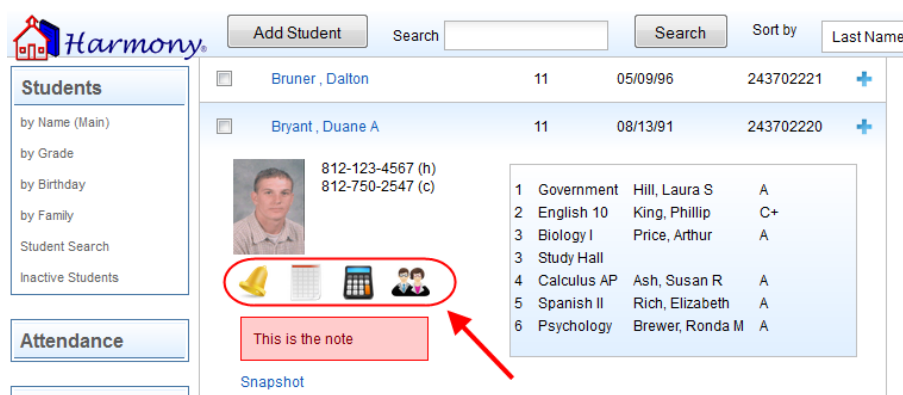 Harmony®
Add Student
Search
Search
Sort by
Last Name
Students
by Name (Main)
by Grade
by Birthday
by Family
Student Search
Inactive Students
Attendance
Bruner , Dalton 11 05/09/96 243702221
Bryant , Duane A 11 08/13/91 243702220
812-123-4567 (h)
812-750-2547 (c)
1 Government Hill, Laura S A
2 English 10 King, Phillip C+
3 Biology I Price, Arthur A
3 Study Hall
4 Calculus AP Ash, Susan R A
5 Spanish II Rich, Elizabeth A
6 Psychology Brewer, Ronda M A
This is the note
Snapshot